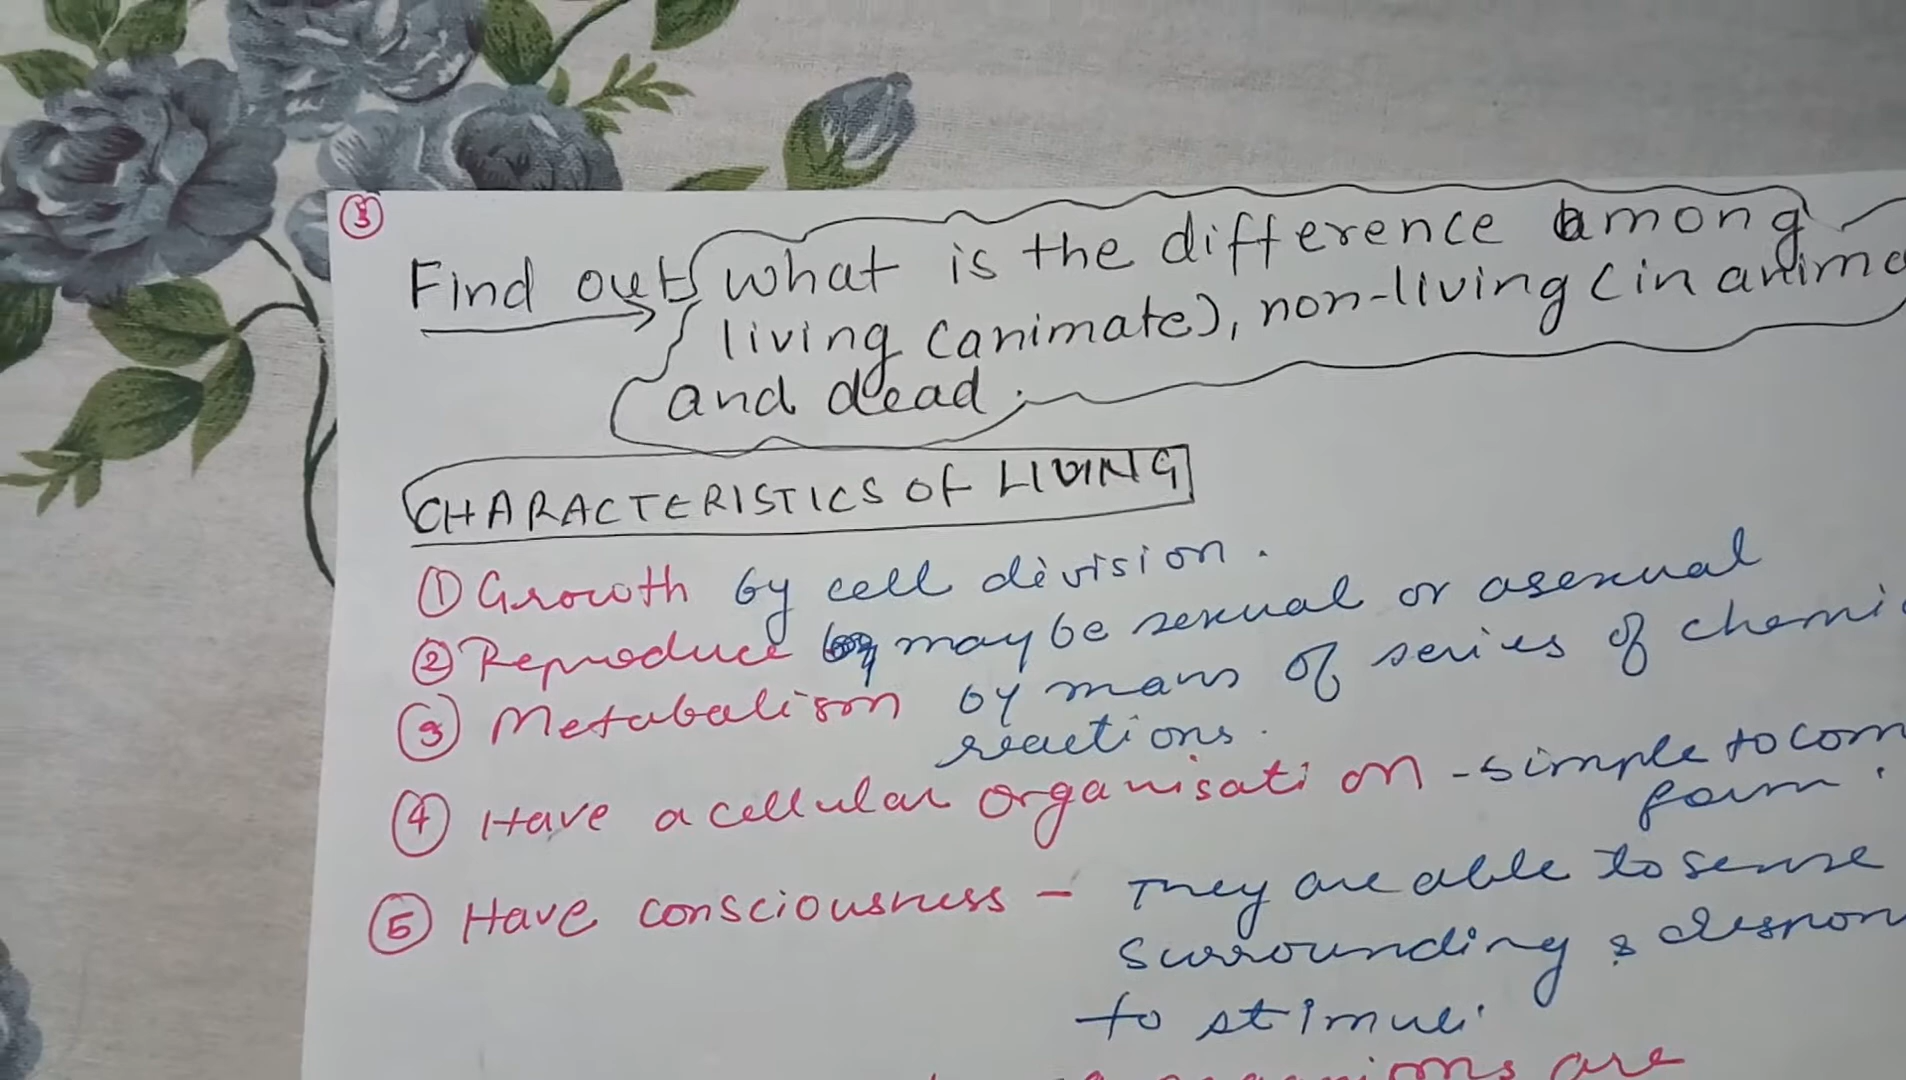 3
Find out what is the difference among
living (animate), non-living (in anima
and dead.
CHARACTERISTICS OF LIVING
① Growth by cell division.
② Reproduce may be sexual or asexual
③ Metabalism by mans of series of chemi
reactions.
④ Have a cellular organisation - simple to com
form.
⑤ Have consciousness - They are able to sense
surrounding & respon
to stimuli.
are